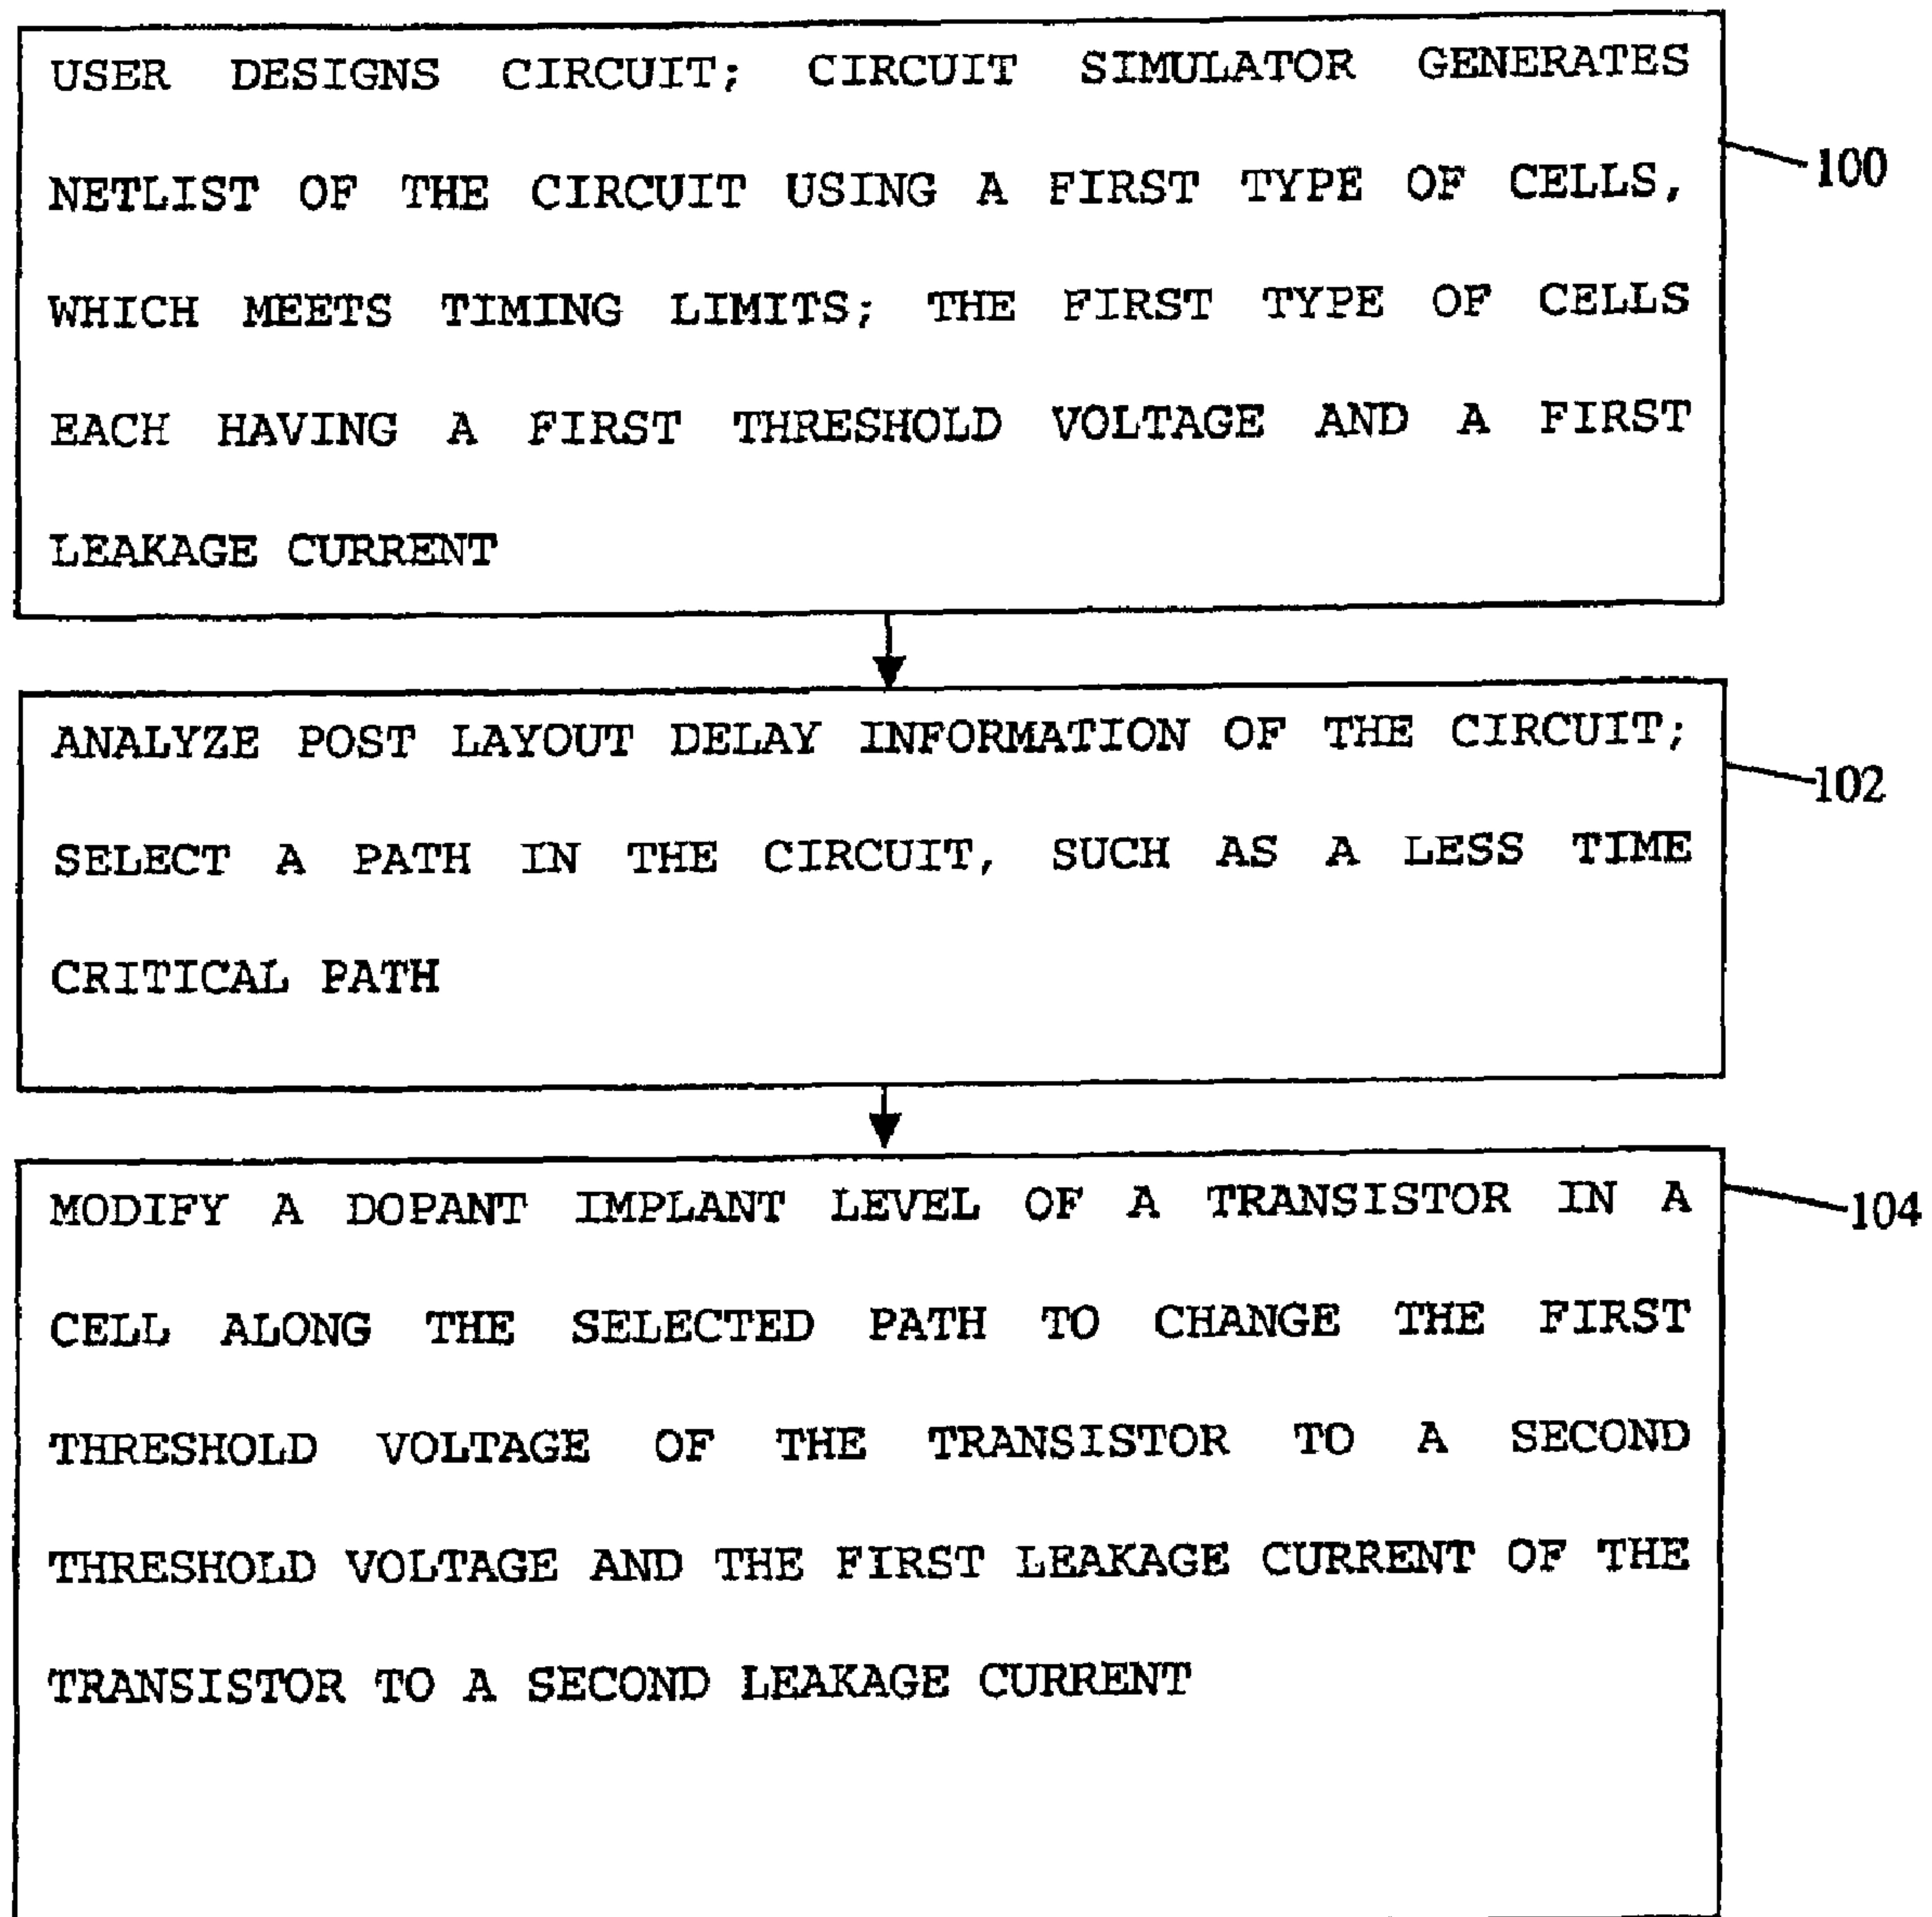 USER DESIGNS CIRCUIT; CIRCUIT SIMULATOR GENERATES
NETLIST OF THE CIRCUIT USING A FIRST TYPE OF CELLS,
WHICH MEETS TIMING LIMITS; THE FIRST TYPE OF CELLS
EACH HAVING A FIRST THRESHOLD VOLTAGE AND A FIRST
LEAKAGE CURRENT
100
ANALYZE POST LAYOUT DELAY INFORMATION OF THE CIRCUIT;
SELECT A PATH IN THE CIRCUIT, SUCH AS A LESS TIME
CRITICAL PATH
102
MODIFY A DOPANT IMPLANT LEVEL OF A TRANSISTOR IN A
CELL ALONG THE SELECTED PATH TO CHANGE THE FIRST
THRESHOLD VOLTAGE OF THE TRANSISTOR TO A SECOND
THRESHOLD VOLTAGE AND THE FIRST LEAKAGE CURRENT OF THE
TRANSISTOR TO A SECOND LEAKAGE CURRENT
104